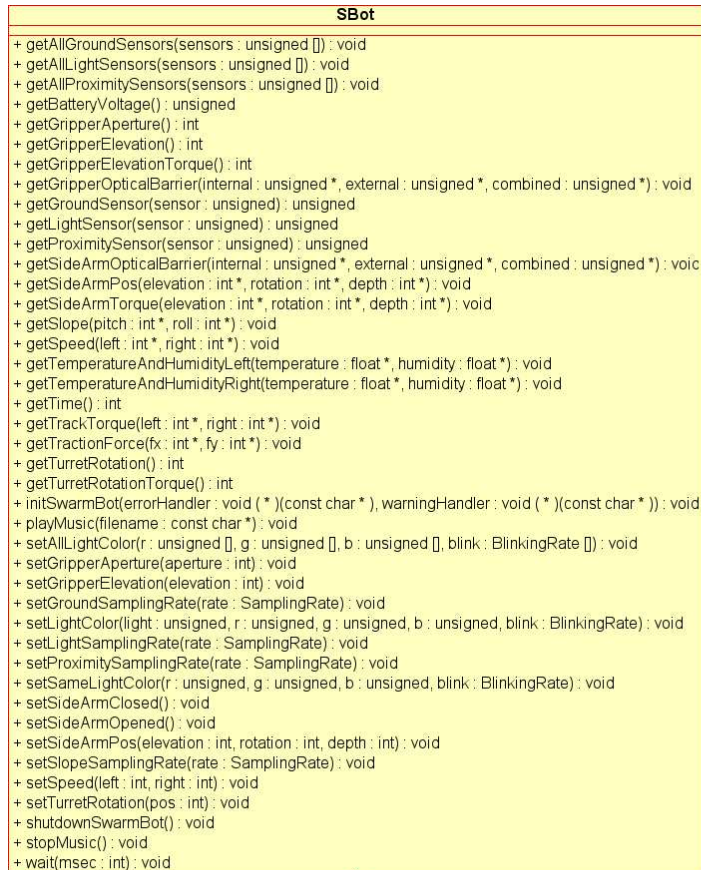 SBot
+ getAllGroundSensors(sensors : unsigned []) : void
+ getAllLightSensors(sensors : unsigned []) : void
+ getAllProximitySensors(sensors : unsigned []) : void
+ getBatteryVoltage() : unsigned
+ getGripperAperture() : int
+ getGripperElevation() : int
+ getGripperElevationTorque() : int
+ getGripperOpticalBarrier(internal : unsigned *, external : unsigned *, combined : unsigned *) : void
+ getGroundSensor(sensor : unsigned) : unsigned
+ getLightSensor(sensor : unsigned) : unsigned
+ getProximitySensor(sensor : unsigned) : unsigned
+ getSideArmOpticalBarrier(internal : unsigned *, external : unsigned *, combined : unsigned *) : void
+ getSideArmPos(elevation : int *, rotation : int *, depth : int *) : void
+ getSideArmTorque(elevation : int *, rotation : int *, depth : int *) : void
+ getSlope(pitch : int *, roll : int *) : void
+ getSpeed(left : int *, right : int *) : void
+ getTemperatureAndHumidityLeft(temperature : float *, humidity : float *) : void
+ getTemperatureAndHumidityRight(temperature : float *, humidity : float *) : void
+ getTime() : int
+ getTrackTorque(left : int *, right : int *) : void
+ getTractionForce(fx : int *, fy : int *) : void
+ getTurretRotation() : int
+ getTurretRotationTorque() : int
+ initSwarmBot(errorHandler : void ( * )(const char * ), warningHandler : void ( * )(const char * )) : void
+ playMusic(filename : const char *) : void
+ setAllLightColor(r : unsigned [], g : unsigned [], b : unsigned [], blink : BlinkingRate []) : void
+ setGripperAperture(aperture : int) : void
+ setGripperElevation(elevation : int) : void
+ setGroundSamplingRate(rate : SamplingRate) : void
+ setLightColor(light : unsigned, r : unsigned, g : unsigned, b : unsigned, blink : BlinkingRate) : void
+ setLightSamplingRate(rate : SamplingRate) : void
+ setProximitySamplingRate(rate : SamplingRate) : void
+ setSameLightColor(r : unsigned, g : unsigned, b : unsigned, blink : BlinkingRate) : void
+ setSideArmClosed() : void
+ setSideArmOpened() : void
+ setSideArmPos(elevation : int, rotation : int, depth : int) : void
+ setSlopeSamplingRate(rate : SamplingRate) : void
+ setSpeed(left : int, right : int) : void
+ setTurretRotation(pos : int) : void
+ shutdownSwarmBot() : void
+ stopMusic() : void
+ wait(msec : int) : void